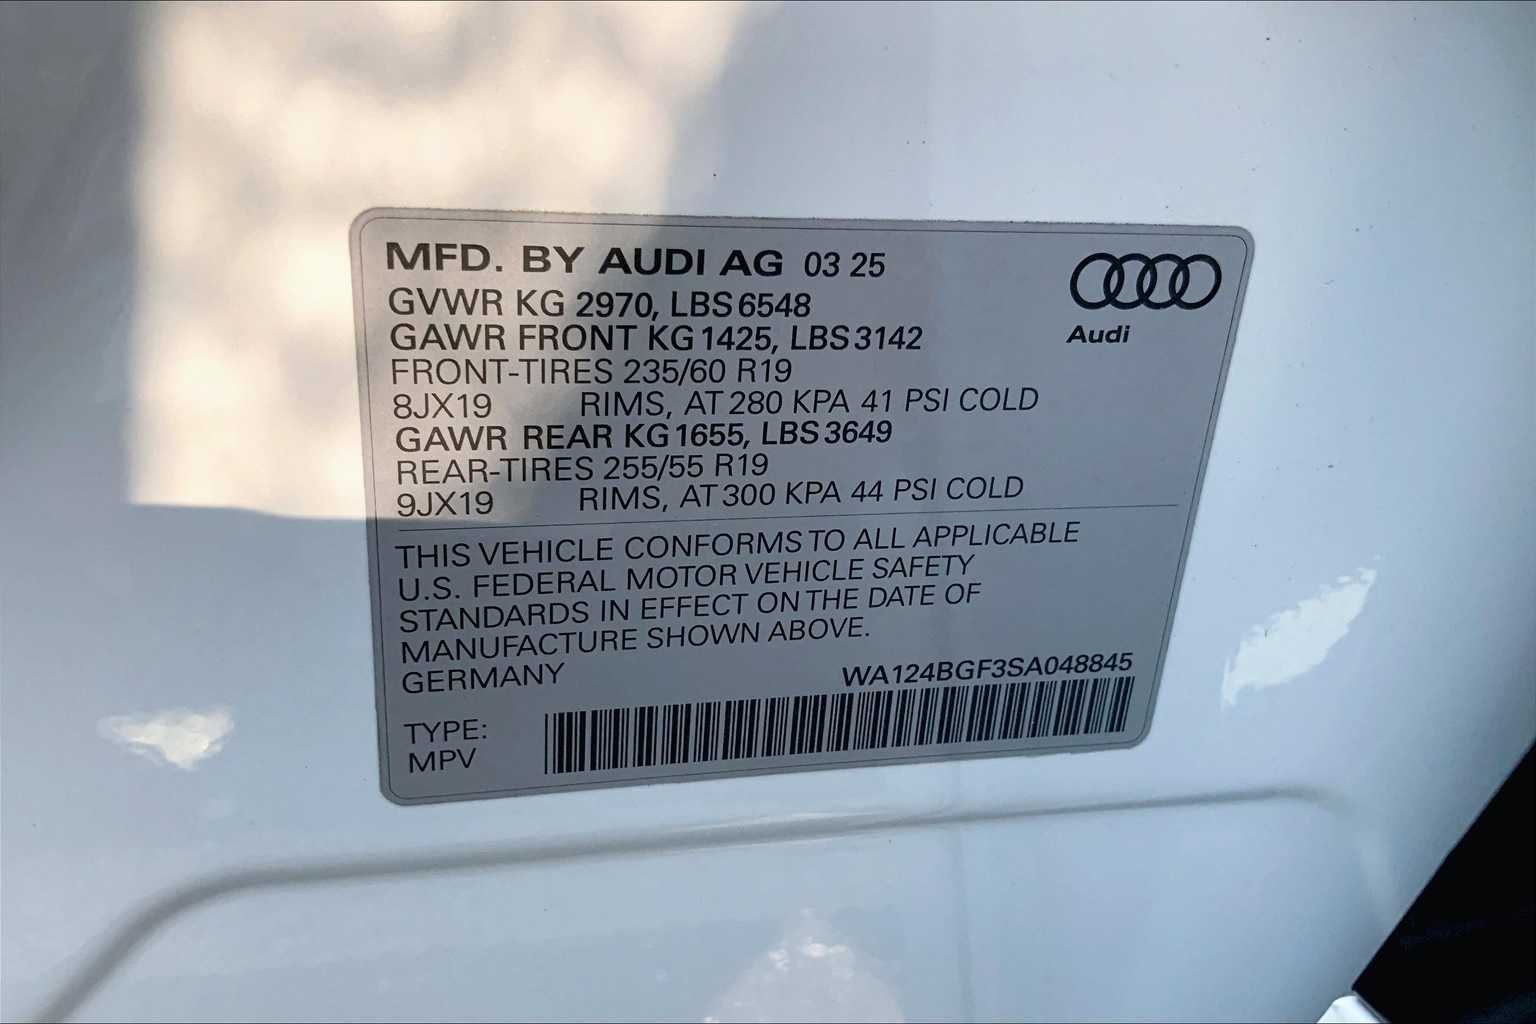 MFD. BY AUDI AG 03 25
GVWR KG 2970, LBS 6548
GAWR FRONT KG 1425, LBS 3142
FRONT-TIRES 235/60 R19
8JX19 RIMS, AT 280 KPA 41 PSI COLD
GAWR REAR KG 1655, LBS 3649
REAR-TIRES 255/55 R19
9JX19 RIMS, AT 300 KPA 44 PSI COLD
Audi
THIS VEHICLE CONFORMS TO ALL APPLICABLE
U.S. FEDERAL MOTOR VEHICLE SAFETY
STANDARDS IN EFFECT ON THE DATE OF
MANUFACTURE SHOWN ABOVE.
GERMANY
WA124BGF3SA048845
TYPE:
MPV